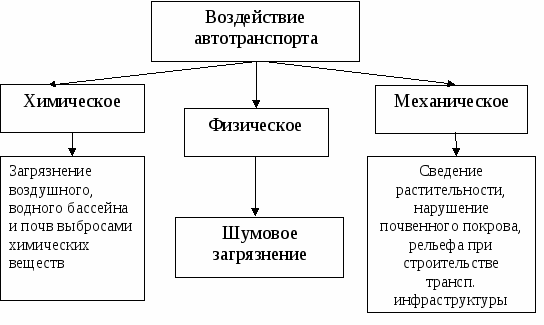 Воздействие
автотранспорта
Химическое
Физическое
Механическое
Загрязнение
воздушного,
водного бассейна
и почв выбросами
химических
веществ
Шумовое
загрязнение
Сведение
растительности,
нарушение
почвенного покрова,
рельефа при
строительстве
трансп.
инфраструктуры